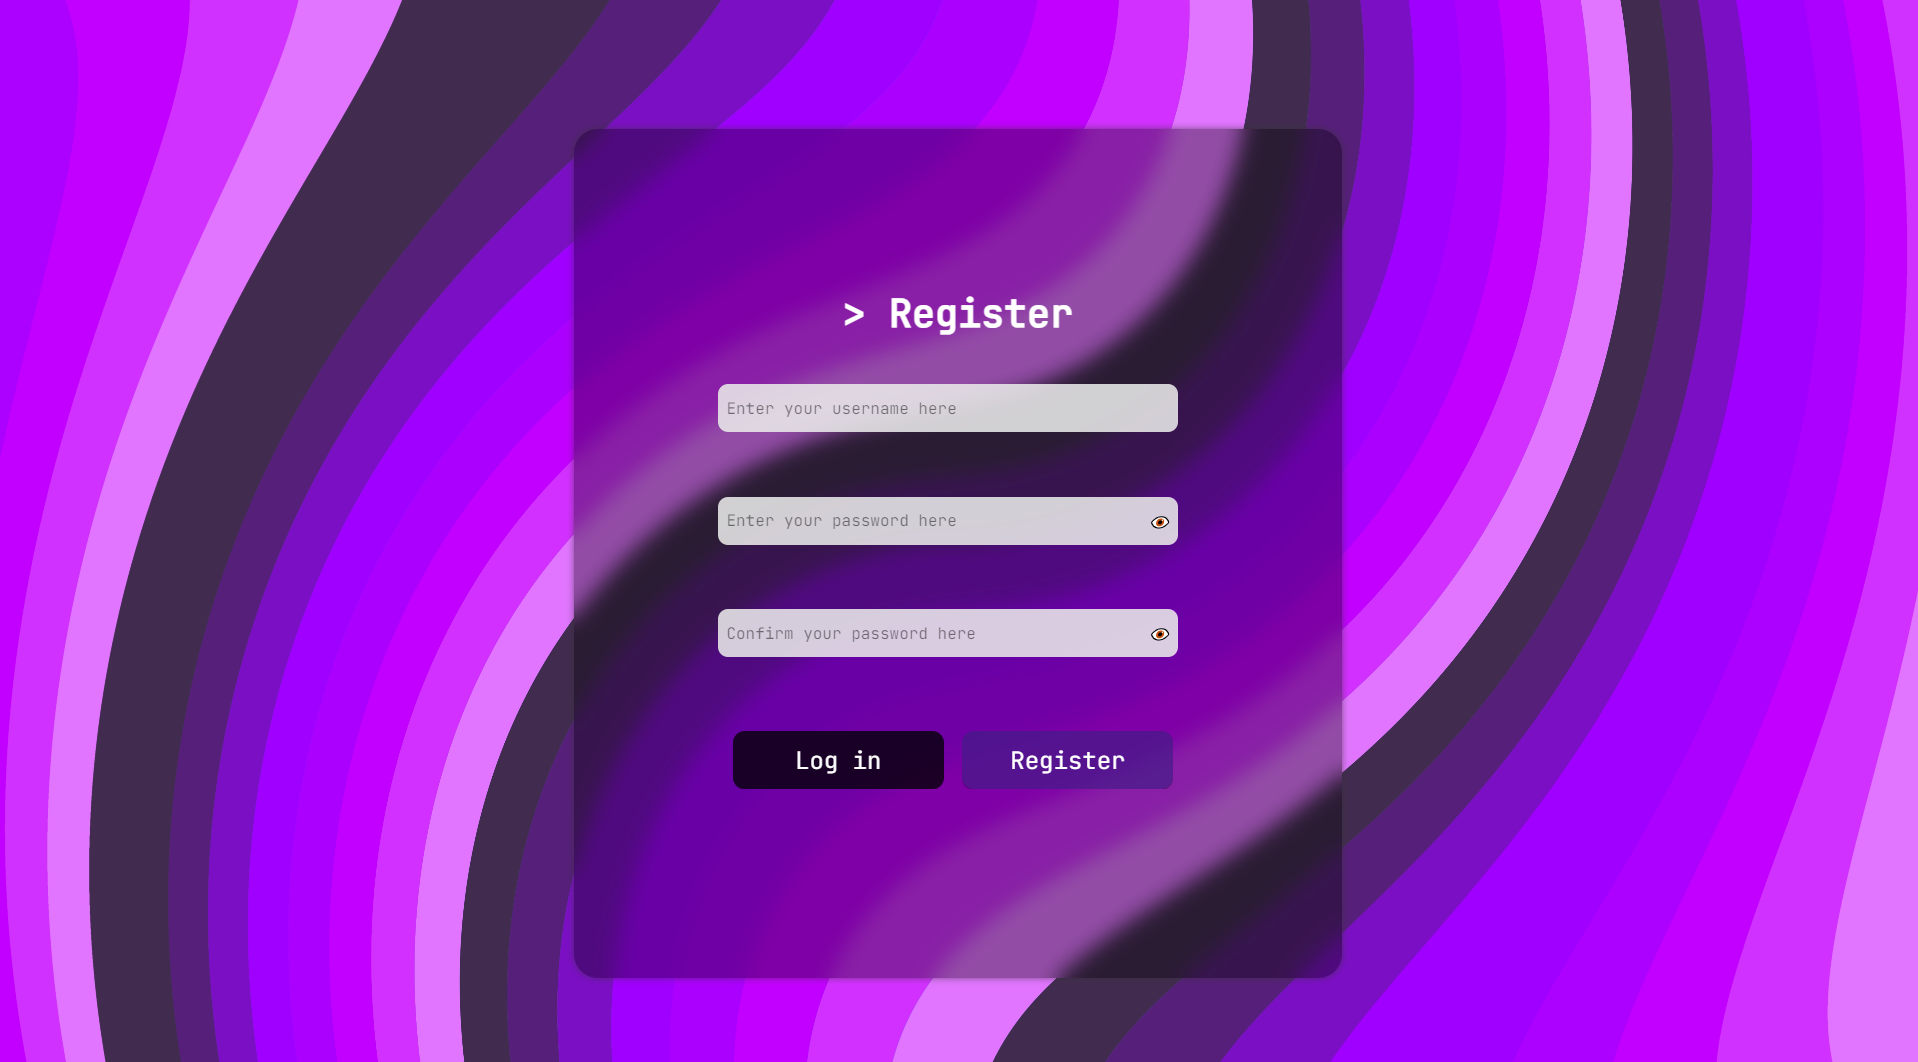 > Register
Enter your username here
Enter your password here
Confirm your password here
Log in
Register